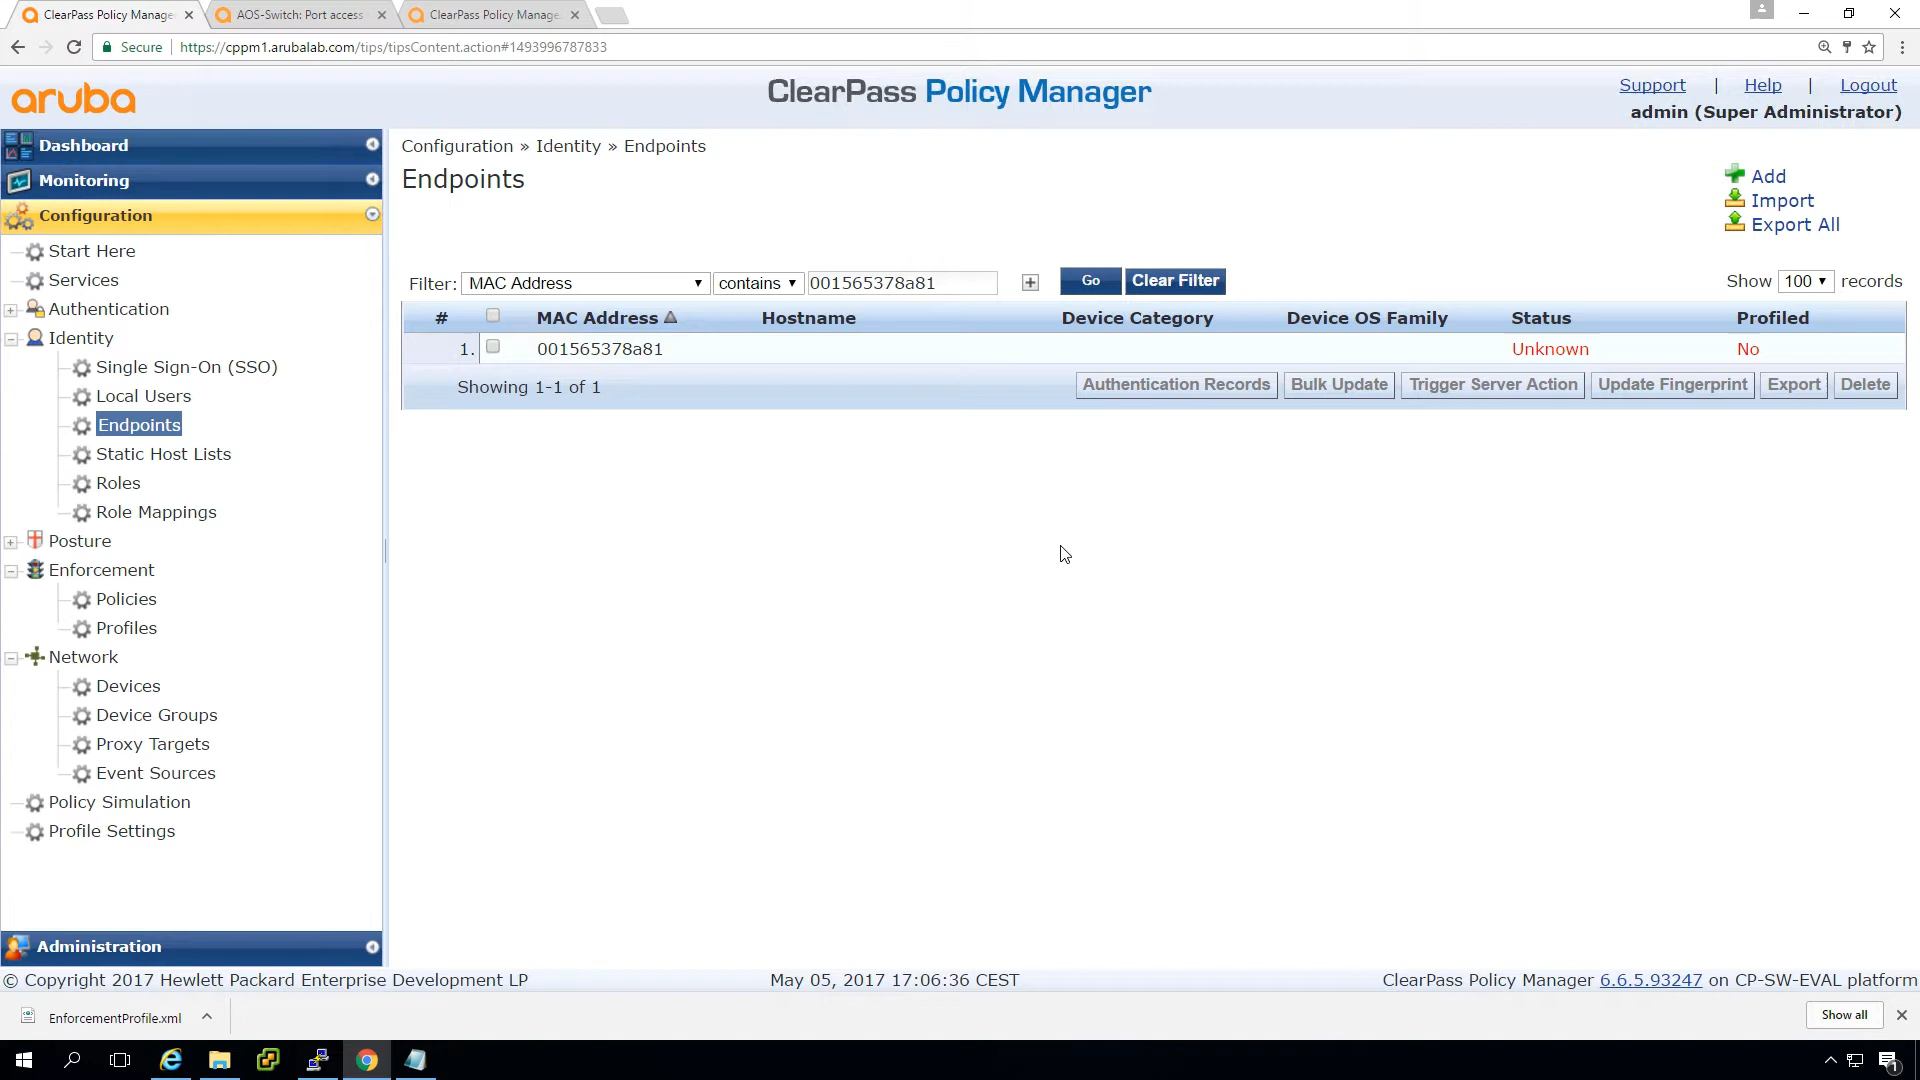 ClearPass Policy Manage
AOS-Switch: Port access
ClearPass Policy Manage
Secure
https://cppm1.arubalab.com/tips/tipsContent.action#1493996787833
aruba
ClearPass Policy Manager
Support | Help | Logout
admin (Super Administrator)
Dashboard
Monitoring
Configuration
Start Here
Services
Authentication
Identity
Single Sign-On (SSO)
Local Users
Endpoints
Static Host Lists
Roles
Role Mappings
Posture
Enforcement
Policies
Profiles
Network
Devices
Device Groups
Proxy Targets
Event Sources
Policy Simulation
Profile Settings
Administration
Configuration » Identity » Endpoints
Endpoints
Add
Import
Export All
Filter: MAC Address contains 001565378a81 Go Clear Filter Show 100 records
# MAC Address Hostname Device Category Device OS Family Status Profiled
1. 001565378a81 Unknown No
Showing 1-1 of 1 Authentication Records Bulk Update Trigger Server Action Update Fingerprint Export Delete
© Copyright 2017 Hewlett Packard Enterprise Development LP May 05, 2017 17:06:36 CEST ClearPass Policy Manager 6.6.5.93247 on CP-SW-EVAL platform
EnforcementProfile.xml Show all
1